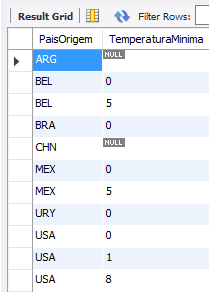 Result Grid Filter Rows:
PaisOrigem TemperaturaMinima
ARG NULL
BEL 0
BEL 5
BRA 0
CHN NULL
MEX 0
MEX 5
URY 0
USA 0
USA 1
USA 8